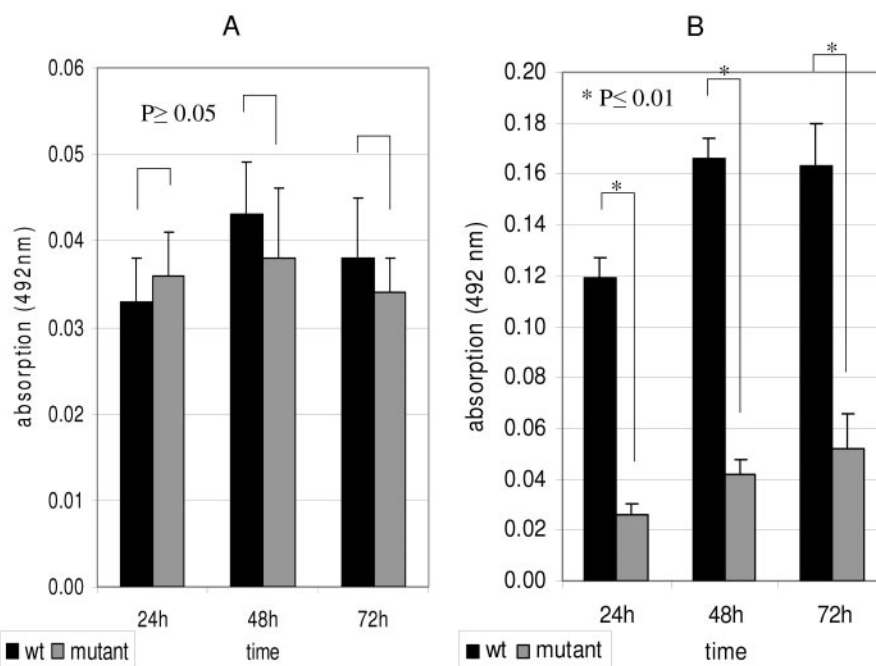 A
absorption (492nm)
0.06
0.05
0.04
0.03
0.02
0.01
0.00
P≥ 0.05
24h 48h 72h
wt mutant time
B
absorption (492 nm)
0.20
0.18
0.16
0.14
0.12
0.10
0.08
0.06
0.04
0.02
0.00
* P≤ 0.01
*
*
*
24h 48h 72h
wt mutant time